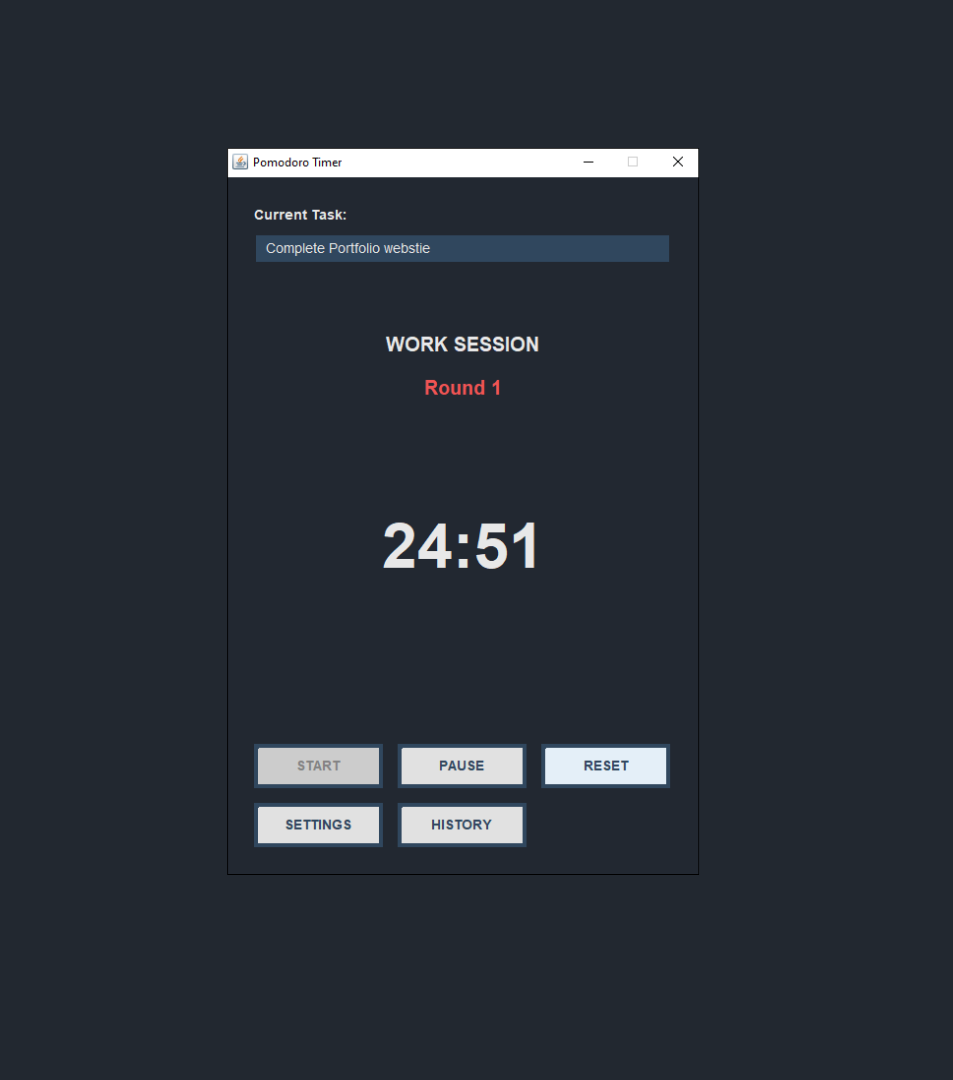 Pomodoro Timer
Current Task:
Complete Portfolio webstie
WORK SESSION
Round 1
24:51
START PAUSE RESET
SETTINGS HISTORY